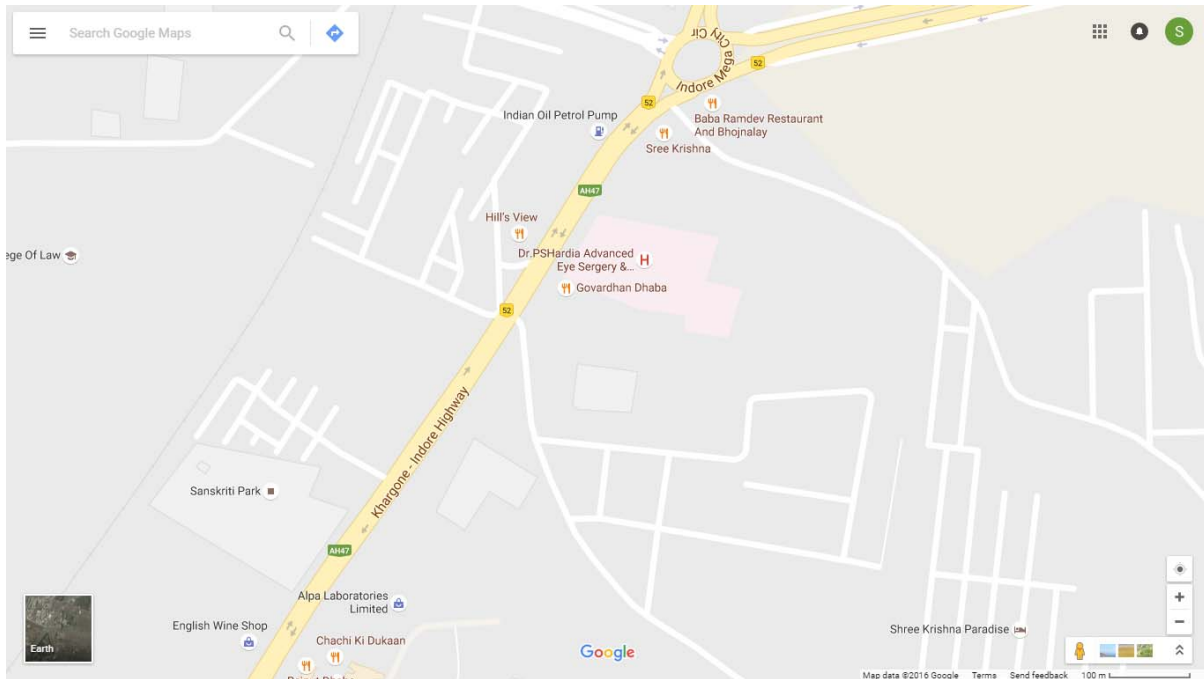 Search Google Maps
S
Indore Mega City Cir
52
52
Indian Oil Petrol Pump
Baba Ramdev Restaurant
And Bhojnalay
Sree Krishna
AH47
Hill's View
ege Of Law
Dr.PSHardia Advanced
Eye Sergery &...
H
Govardhan Dhaba
52
Khargone - Indore Highway
Sanskriti Park
AH47
Alpa Laboratories
Limited
English Wine Shop
Chachi Ki Dukaan
Shree Krishna Paradise
Earth
Google
Map data ©2016 Google Terms Send feedback 100 m